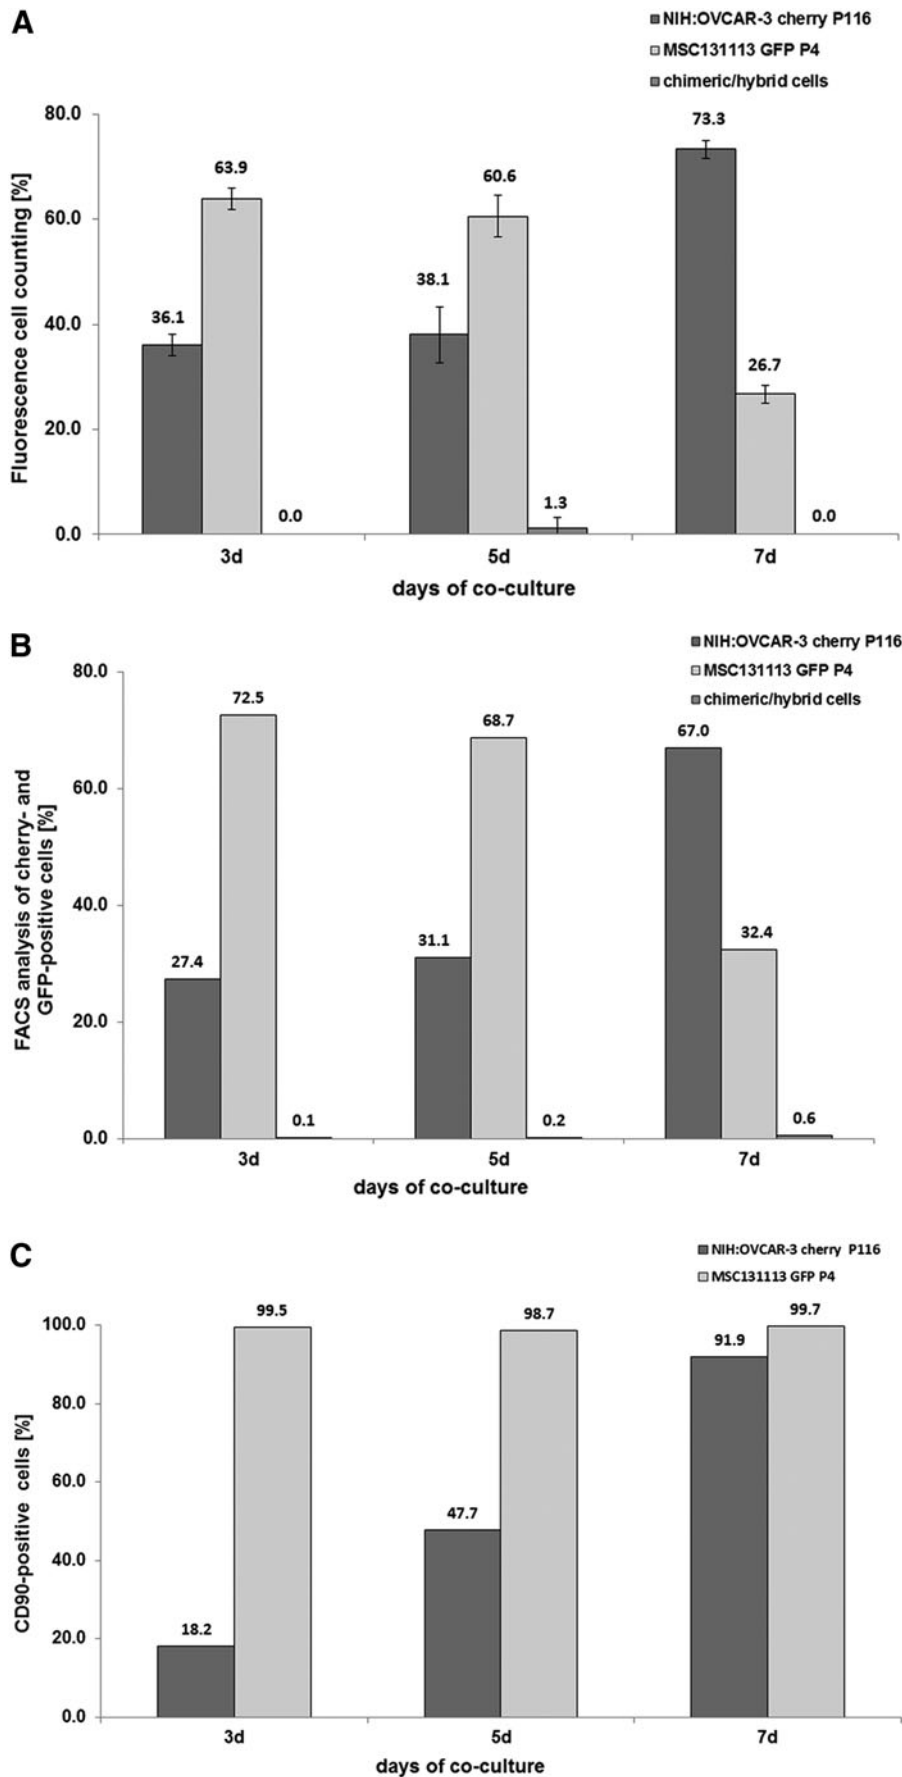 A
NIH:OVCAR-3 cherry P116
MSC131113 GFP P4
chimeric/hybrid cells
Fluorescence cell counting [%]
80.0
60.0
40.0
20.0
0.0
36.1
63.9
0.0
38.1
60.6
1.3
73.3
26.7
0.0
3d
5d
7d
days of co-culture
B
NIH:OVCAR-3 cherry P116
MSC131113 GFP P4
chimeric/hybrid cells
FACS analysis of cherry- and
GFP-positive cells [%]
80.0
60.0
40.0
20.0
0.0
27.4
72.5
0.1
31.1
68.7
0.2
67.0
32.4
0.6
3d
5d
7d
days of co-culture
C
NIH:OVCAR-3 cherry P116
MSC131113 GFP P4
CD90-positive cells [%]
100.0
80.0
60.0
40.0
20.0
0.0
18.2
99.5
47.7
98.7
91.9
99.7
3d
5d
7d
days of co-culture